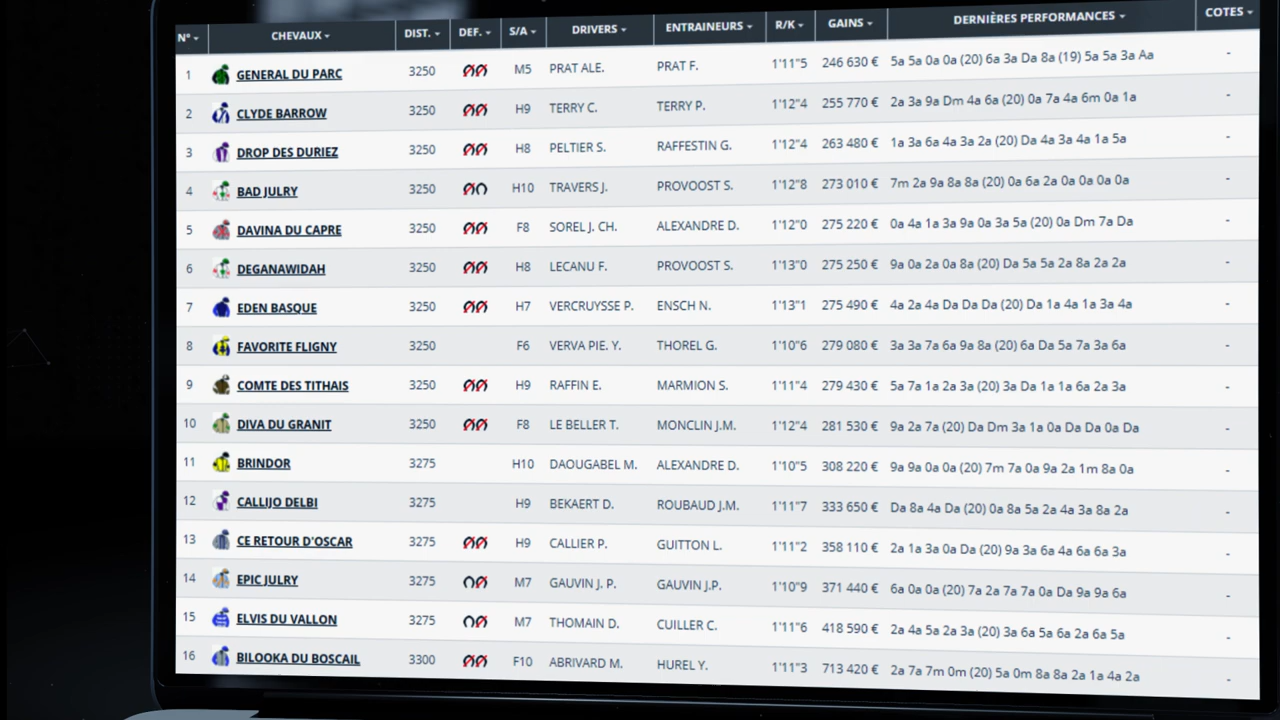 N° CHEVAUX DIST. DEF. S/A DRIVERS ENTRAINEURS R/K GAINS DERNIÈRES PERFORMANCES COTES
1 GENERAL DU PARC 3250 M5 PRAT ALE. PRAT F. 1'11"5 246 630 € 5a 5a 0a 0a (20) 6a 3a Da 8a (19) 5a 5a 3a Aa -
2 CLYDE BARROW 3250 H9 TERRY C. TERRY P. 1'12"4 255 770 € 2a 3a 9a Dm 4a 6a (20) 0a 7a 4a 6m 0a 1a -
3 DROP DES DURIEZ 3250 H8 PELTIER S. RAFFESTIN G. 1'12"4 263 480 € 1a 3a 6a 4a 3a 2a (20) Da 4a 3a 4a 1a 5a -
4 BAD JULRY 3250 H10 TRAVERS J. PROVOOST S. 1'12"8 273 010 € 7m 2a 9a 8a 8a (20) 0a 6a 2a 0a 0a 0a 0a -
5 DAVINA DU CAPRE 3250 F8 SOREL J. CH. ALEXANDRE D. 1'12"0 275 220 € 0a 4a 1a 3a 9a 0a 3a 5a (20) 0a Dm 7a Da -
6 DEGANAWIDAH 3250 H8 LECANU F. PROVOOST S. 1'13"0 275 250 € 9a 0a 2a 0a 8a (20) Da 5a 5a 2a 8a 2a 2a -
7 EDEN BASQUE 3250 H7 VERCRUYSSE P. ENSCH N. 1'13"1 275 490 € 4a 2a 4a Da Da Da (20) Da 1a 4a 1a 3a 4a -
8 FAVORITE FLIGNY 3250 F6 VERVA PIE. Y. THOREL G. 1'10"6 279 080 € 3a 3a 7a 6a 9a 8a (20) 6a Da 5a 7a 3a 6a -
9 COMTE DES TITHAIS 3250 H9 RAFFIN E. MARMION S. 1'11"4 279 430 € 5a 7a 1a 2a 3a (20) 3a Da 1a 1a 6a 2a 3a -
10 DIVA DU GRANIT 3250 F8 LE BELLER T. MONCLIN J.M. 1'12"4 281 530 € 9a 2a 7a (20) Da Dm 3a 1a 0a Da Da 0a Da -
11 BRINDOR 3275 H10 DAOUGABEL M. ALEXANDRE D. 1'10"5 308 220 € 9a 9a 0a 0a (20) 7m 7a 0a 9a 2a 1m 8a 0a -
12 CALLIJO DELBI 3275 H9 BEKAERT D. ROUBAUD J.M. 1'11"7 333 650 € Da 8a 4a Da (20) 0a 8a 5a 2a 4a 3a 8a 2a -
13 CE RETOUR D'OSCAR 3275 H9 CALLIER P. GUITTON L. 1'11"2 358 110 € 2a 1a 3a 0a Da (20) 9a 3a 6a 4a 6a 6a 3a -
14 EPIC JULRY 3275 M7 GAUVIN J. P. GAUVIN J.P. 1'10"9 371 440 € 6a 0a 0a (20) 7a 2a 7a 7a 0a Da 9a 9a 6a -
15 ELVIS DU VALLON 3275 M7 THOMAIN D. CUILLER C. 1'11"6 418 590 € 2a 4a 5a 2a 3a (20) 3a 6a 5a 6a 2a 6a 5a -
16 BILOOKA DU BOSCAIL 3300 F10 ABRIVARD M. HUREL Y. 1'11"3 713 420 € 2a 7a 7m 0m (20) 5a 0m 8a 8a 2a 1a 4a 2a -